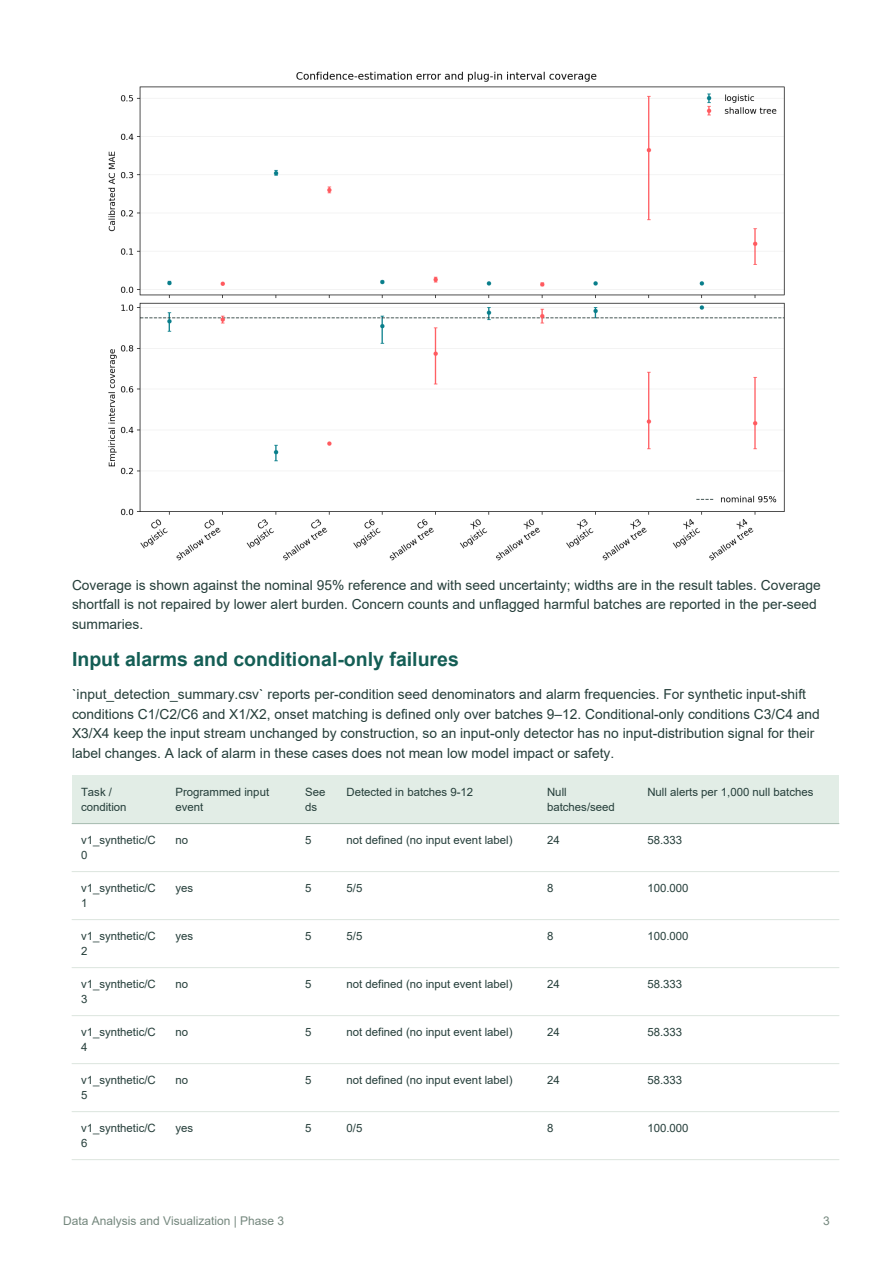 Confidence-estimation error and plug-in interval coverage
logistic
shallow tree
Calibrated AC MAE
0.5
0.4
0.3
0.2
0.1
0.0
Empirical interval coverage
1.0
0.8
0.6
0.4
0.2
0.0
nominal 95%
C0
logistic
C0
shallow tree
C3
logistic
C3
shallow tree
C6
logistic
C6
shallow tree
X0
logistic
X0
shallow tree
X3
logistic
X3
shallow tree
X4
logistic
X4
shallow tree
Coverage is shown against the nominal 95% reference and with seed uncertainty; widths are in the result tables. Coverage
shortfall is not repaired by lower alert burden. Concern counts and unflagged harmful batches are reported in the per-seed
summaries.
Input alarms and conditional-only failures
`input_detection_summary.csv` reports per-condition seed denominators and alarm frequencies. For synthetic input-shift
conditions C1/C2/C6 and X1/X2, onset matching is defined only over batches 9–12. Conditional-only conditions C3/C4 and
X3/X4 keep the input stream unchanged by construction, so an input-only detector has no input-distribution signal for their
label changes. A lack of alarm in these cases does not mean low model impact or safety.
Task / condition Programmed input event See ds Detected in batches 9-12 Null batches/seed Null alerts per 1,000 null batches
v1_synthetic/C 0 no 5 not defined (no input event label) 24 58.333
v1_synthetic/C 1 yes 5 5/5 8 100.000
v1_synthetic/C 2 yes 5 5/5 8 100.000
v1_synthetic/C 3 no 5 not defined (no input event label) 24 58.333
v1_synthetic/C 4 no 5 not defined (no input event label) 24 58.333
v1_synthetic/C 5 no 5 not defined (no input event label) 24 58.333
v1_synthetic/C 6 yes 5 0/5 8 100.000
Data Analysis and Visualization | Phase 3
3